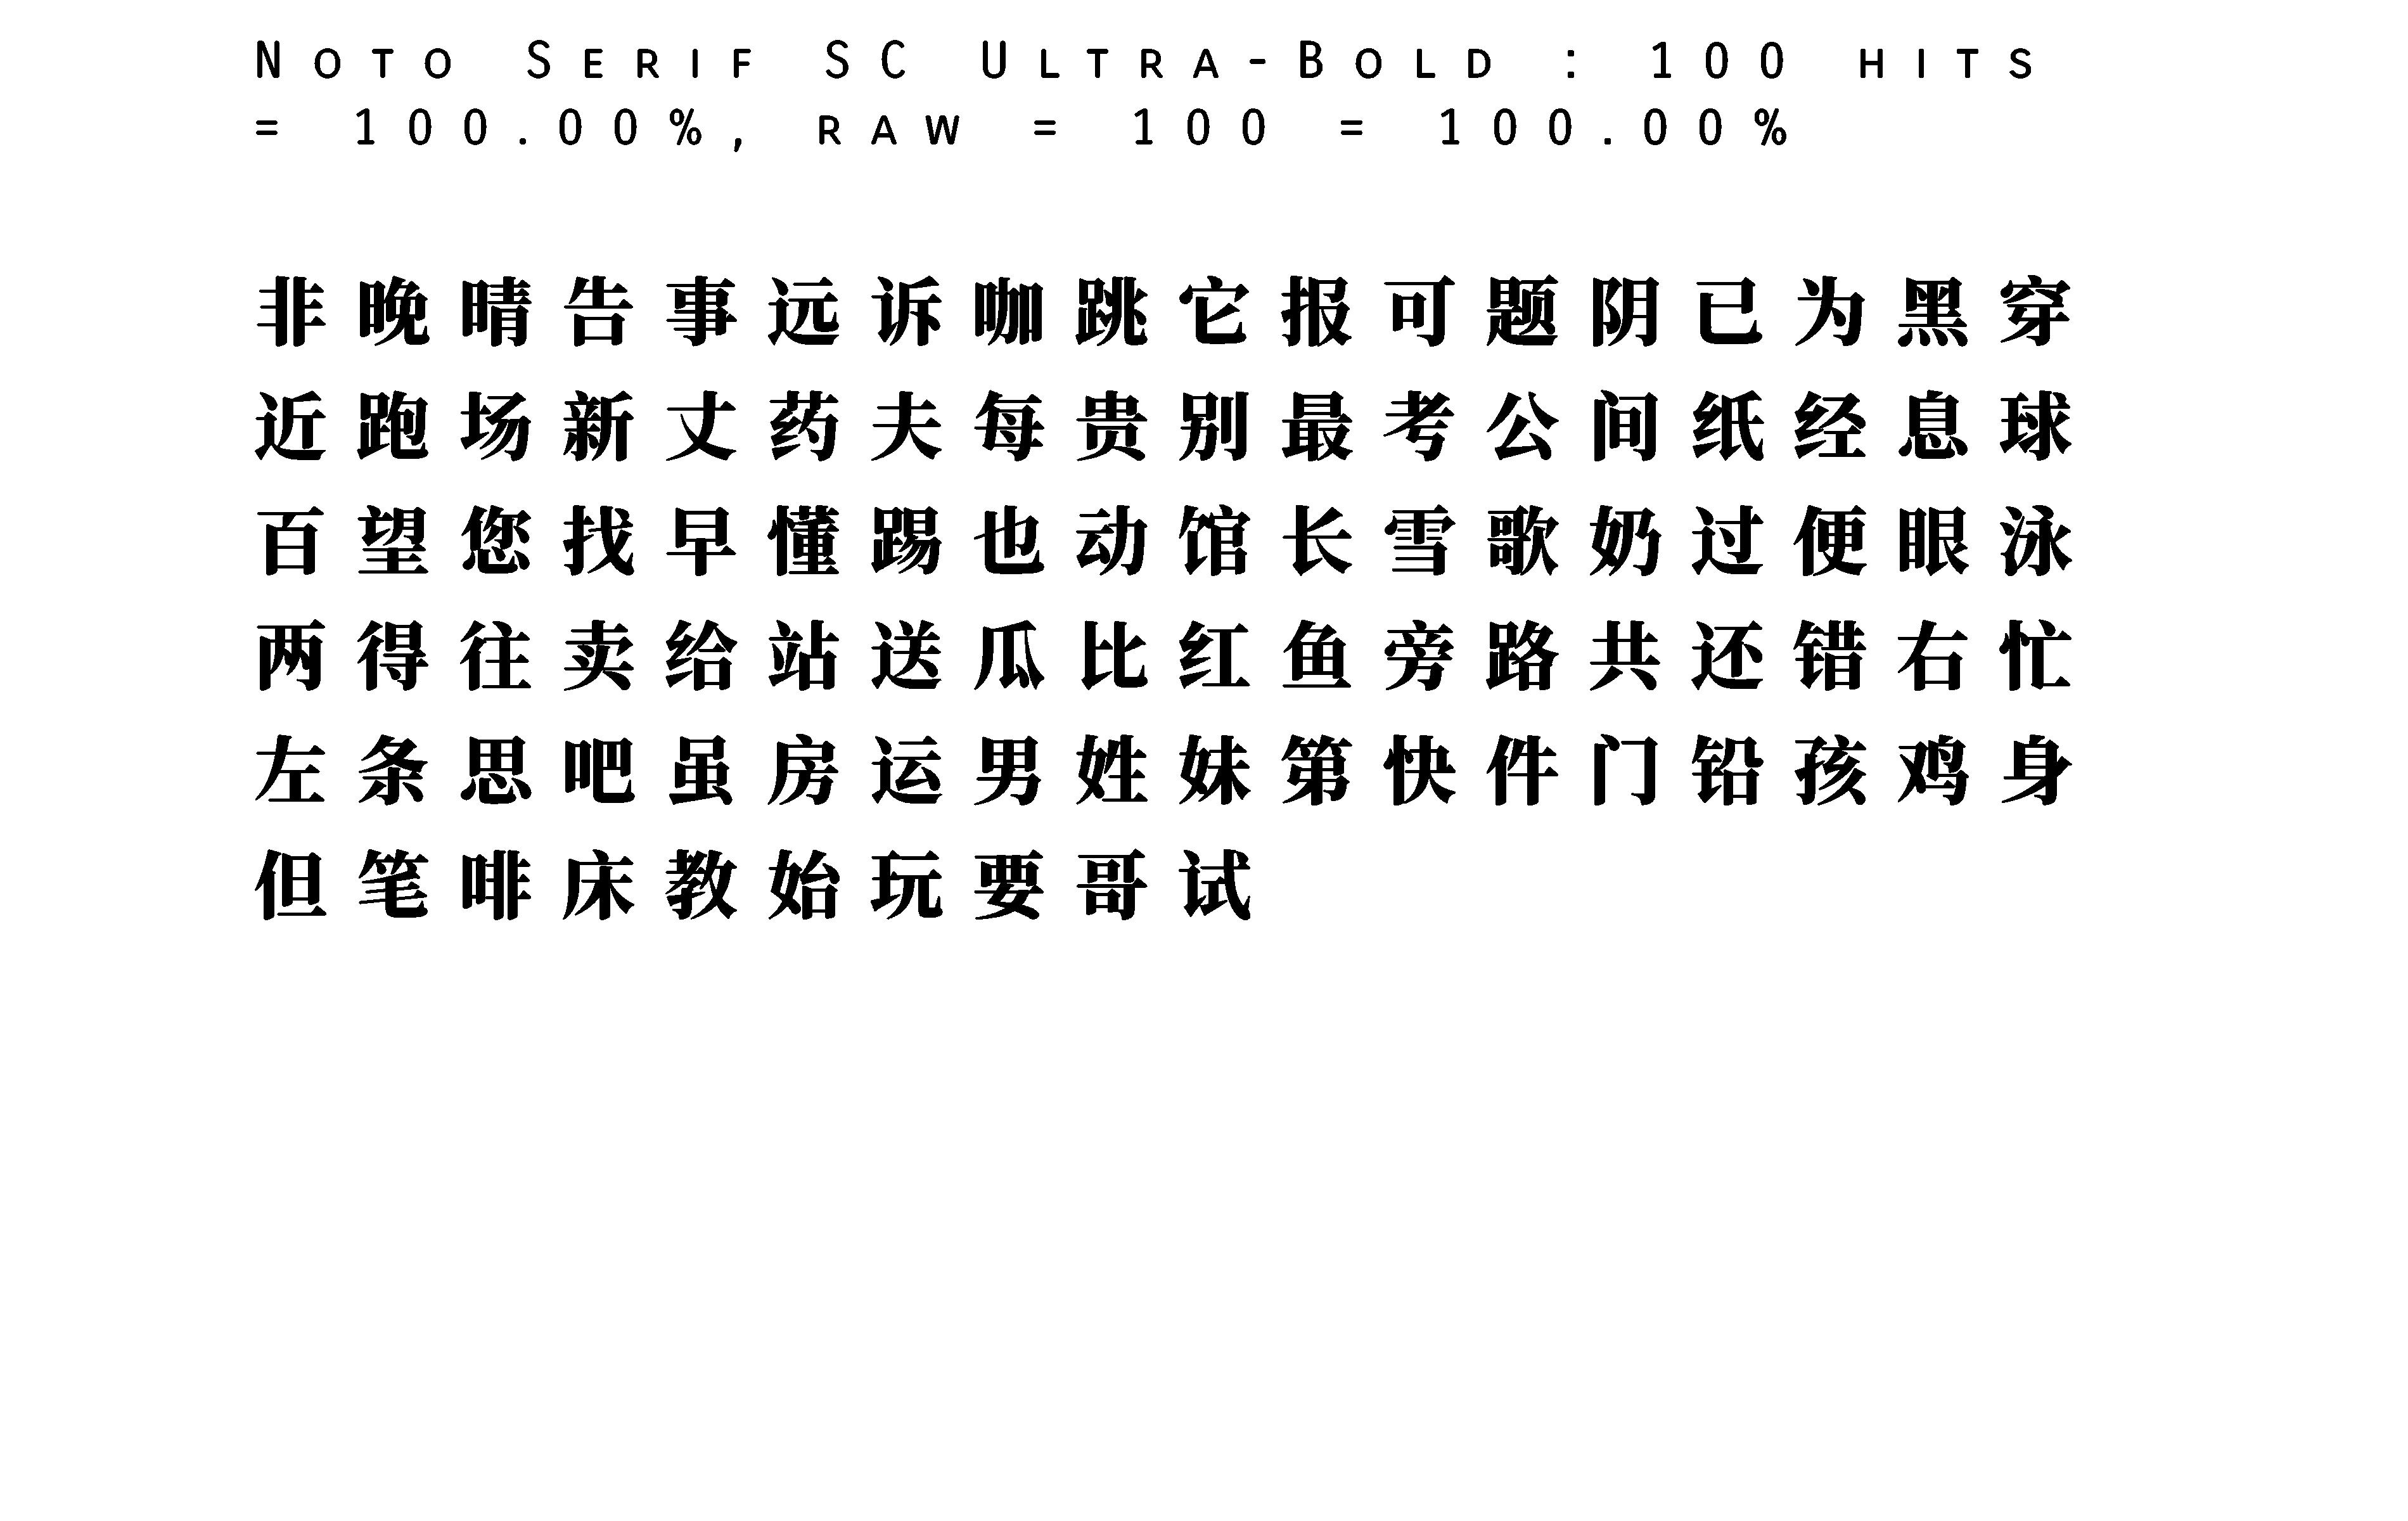 Noto Serif SC Ultra-Bold : 100 hits
= 100.00%, raw = 100 = 100.00%
非晚晴告事远诉咖跳它报可题阴已为黑穿
近跑场新丈药夫每贵别最考公间纸经息球
百望您找早懂踢也动馆长雪歌奶过便眼泳
两得往卖给站送瓜比红鱼旁路共还错右忙
左条思吧虽房运男姓妹第快件门铅孩鸡身
但笔啡床教始玩要哥试